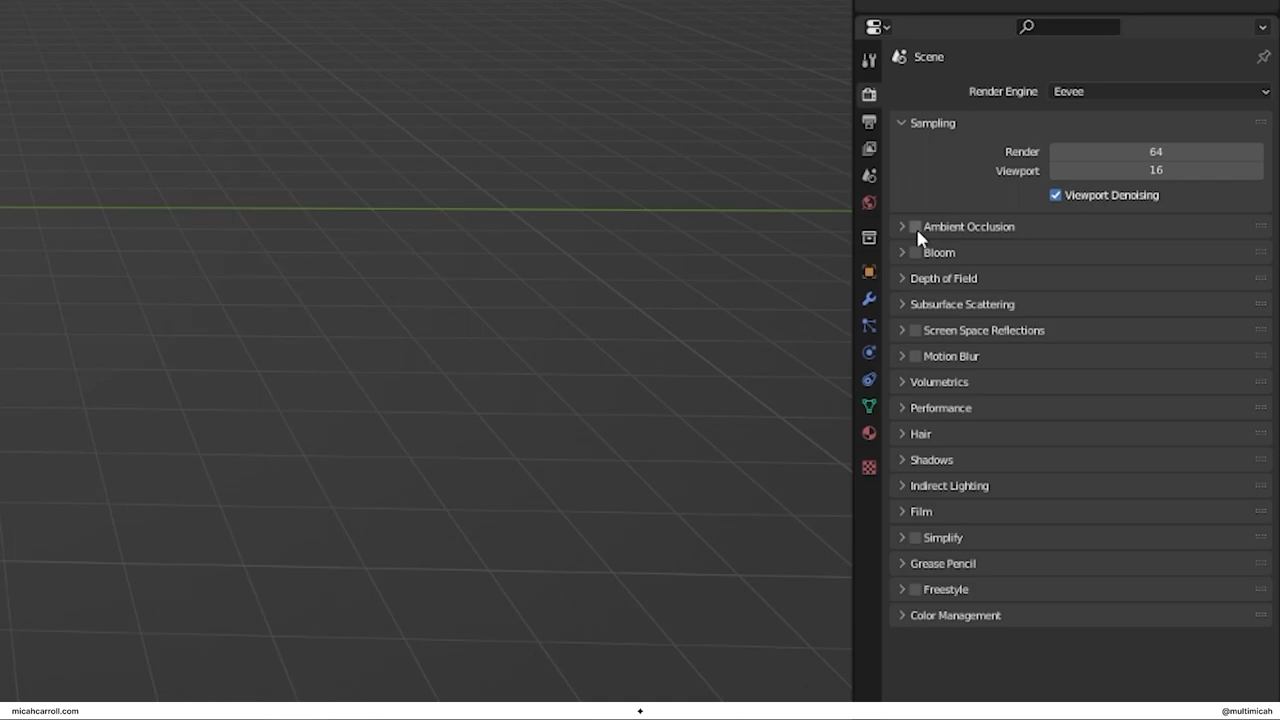 Scene
Render Engine Eevee
Sampling
Render 64
Viewport 16
Viewport Denoising
Ambient Occlusion
Bloom
Depth of Field
Subsurface Scattering
Screen Space Reflections
Motion Blur
Volumetrics
Performance
Hair
Shadows
Indirect Lighting
Film
Simplify
Grease Pencil
Freestyle
Color Management
micahcarroll.com @multimicah